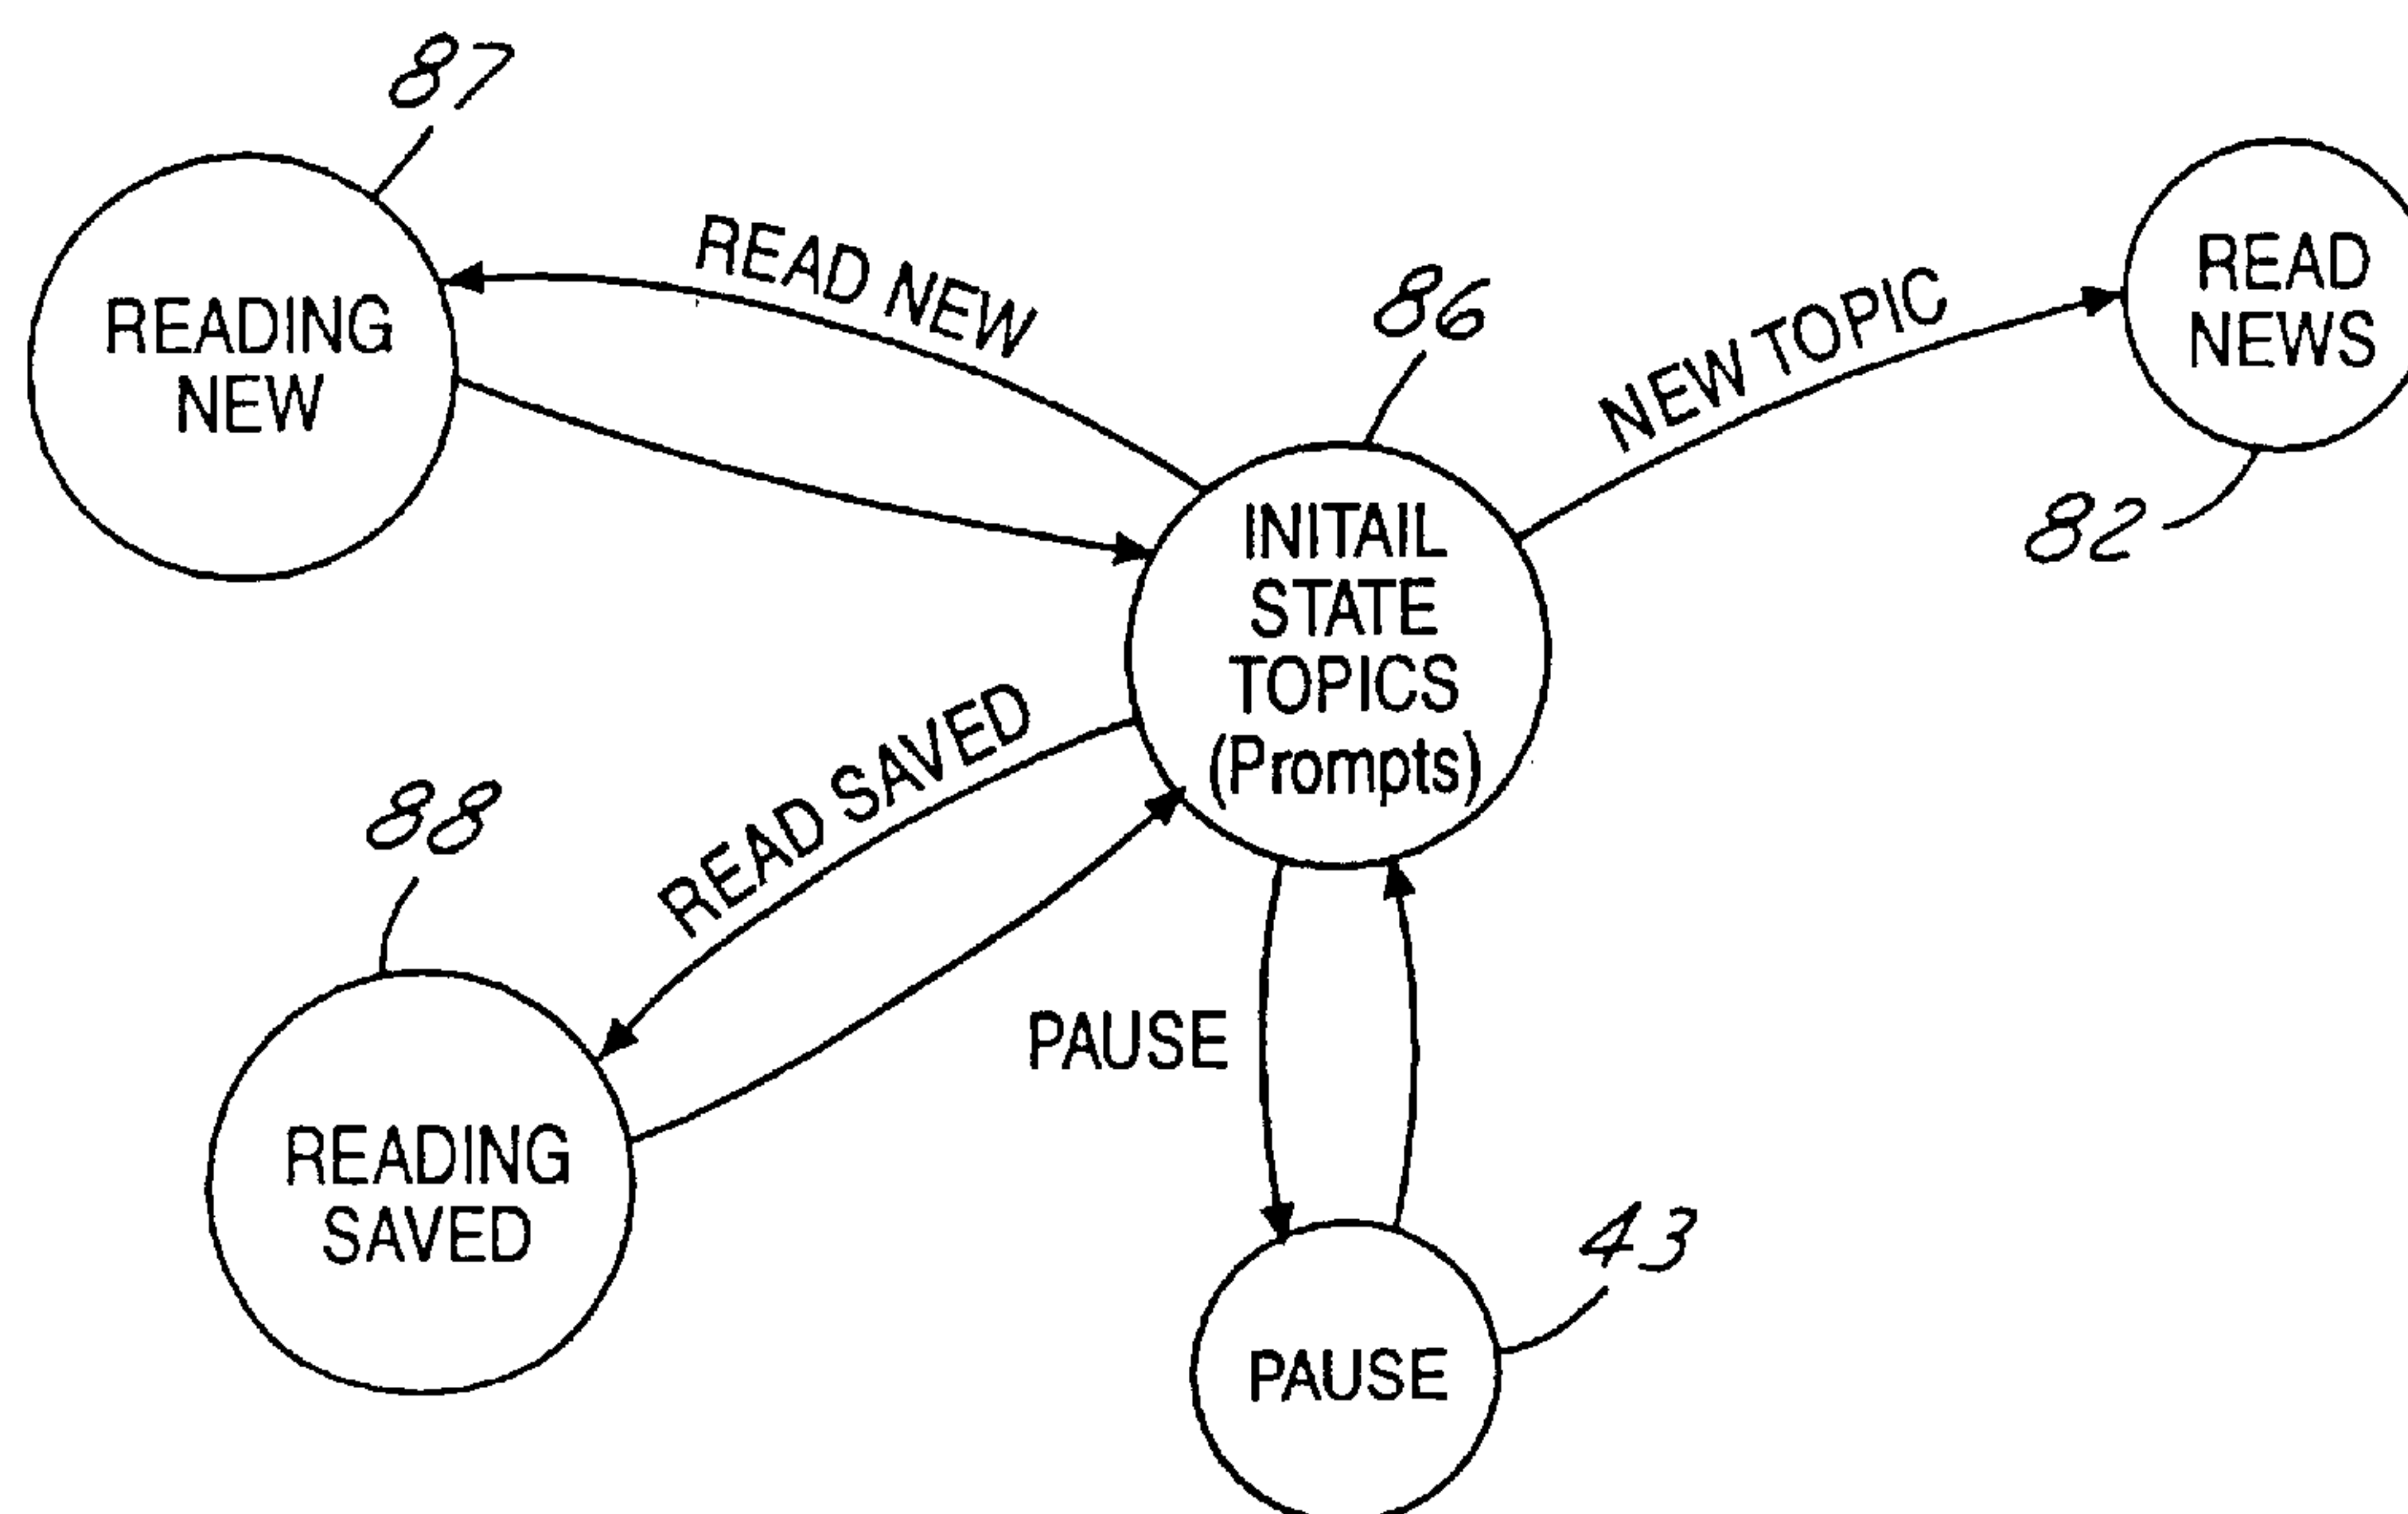 87
READ NEW
READING
NEW
86
NEW TOPIC
READ
NEWS
82
INITAIL
STATE
TOPICS
(Prompts)
READ SAVED
88
READING
SAVED
PAUSE
43
PAUSE